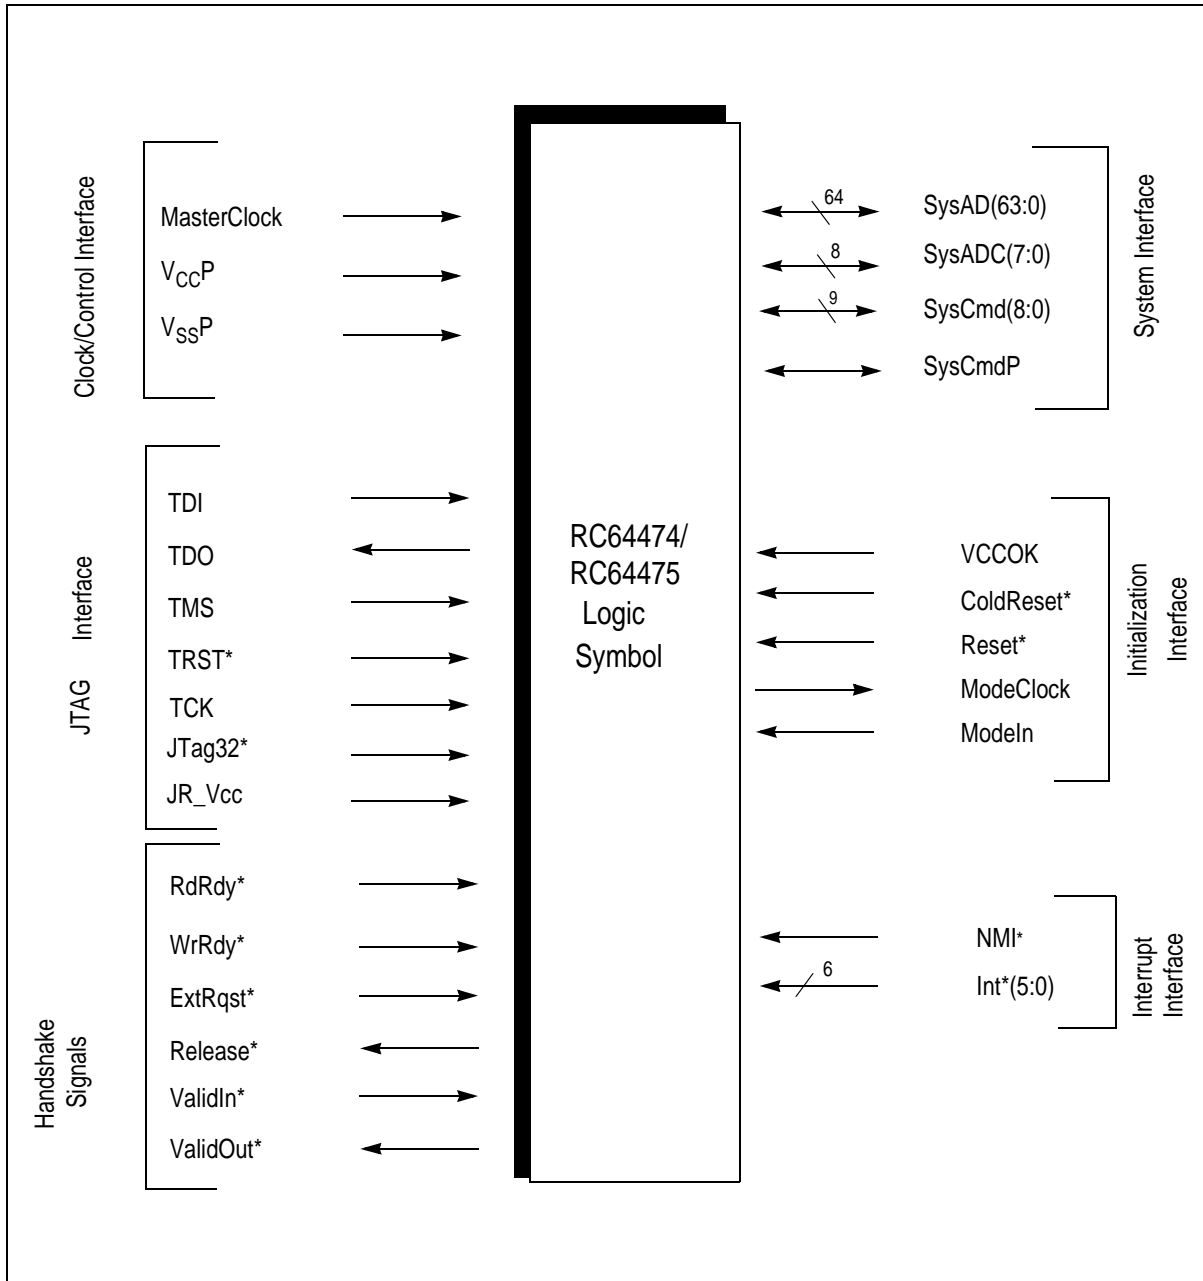 Clock/Control Interface
MasterClock
VCCP
VSSP
JTAG Interface
TDI
TDO
TMS
TRST*
TCK
JTag32*
JR_Vcc
Handshake
Signals
RdRdy*
WrRdy*
ExtRqst*
Release*
ValidIn*
ValidOut*
RC64474/
RC64475
Logic
Symbol
64
SysAD(63:0)
8
SysADC(7:0)
9
SysCmd(8:0)
SysCmdP
System Interface
VCCOK
ColdReset*
Reset*
ModeClock
ModeIn
Initialization
Interface
NMI*
6
Int*(5:0)
Interrupt
Interface